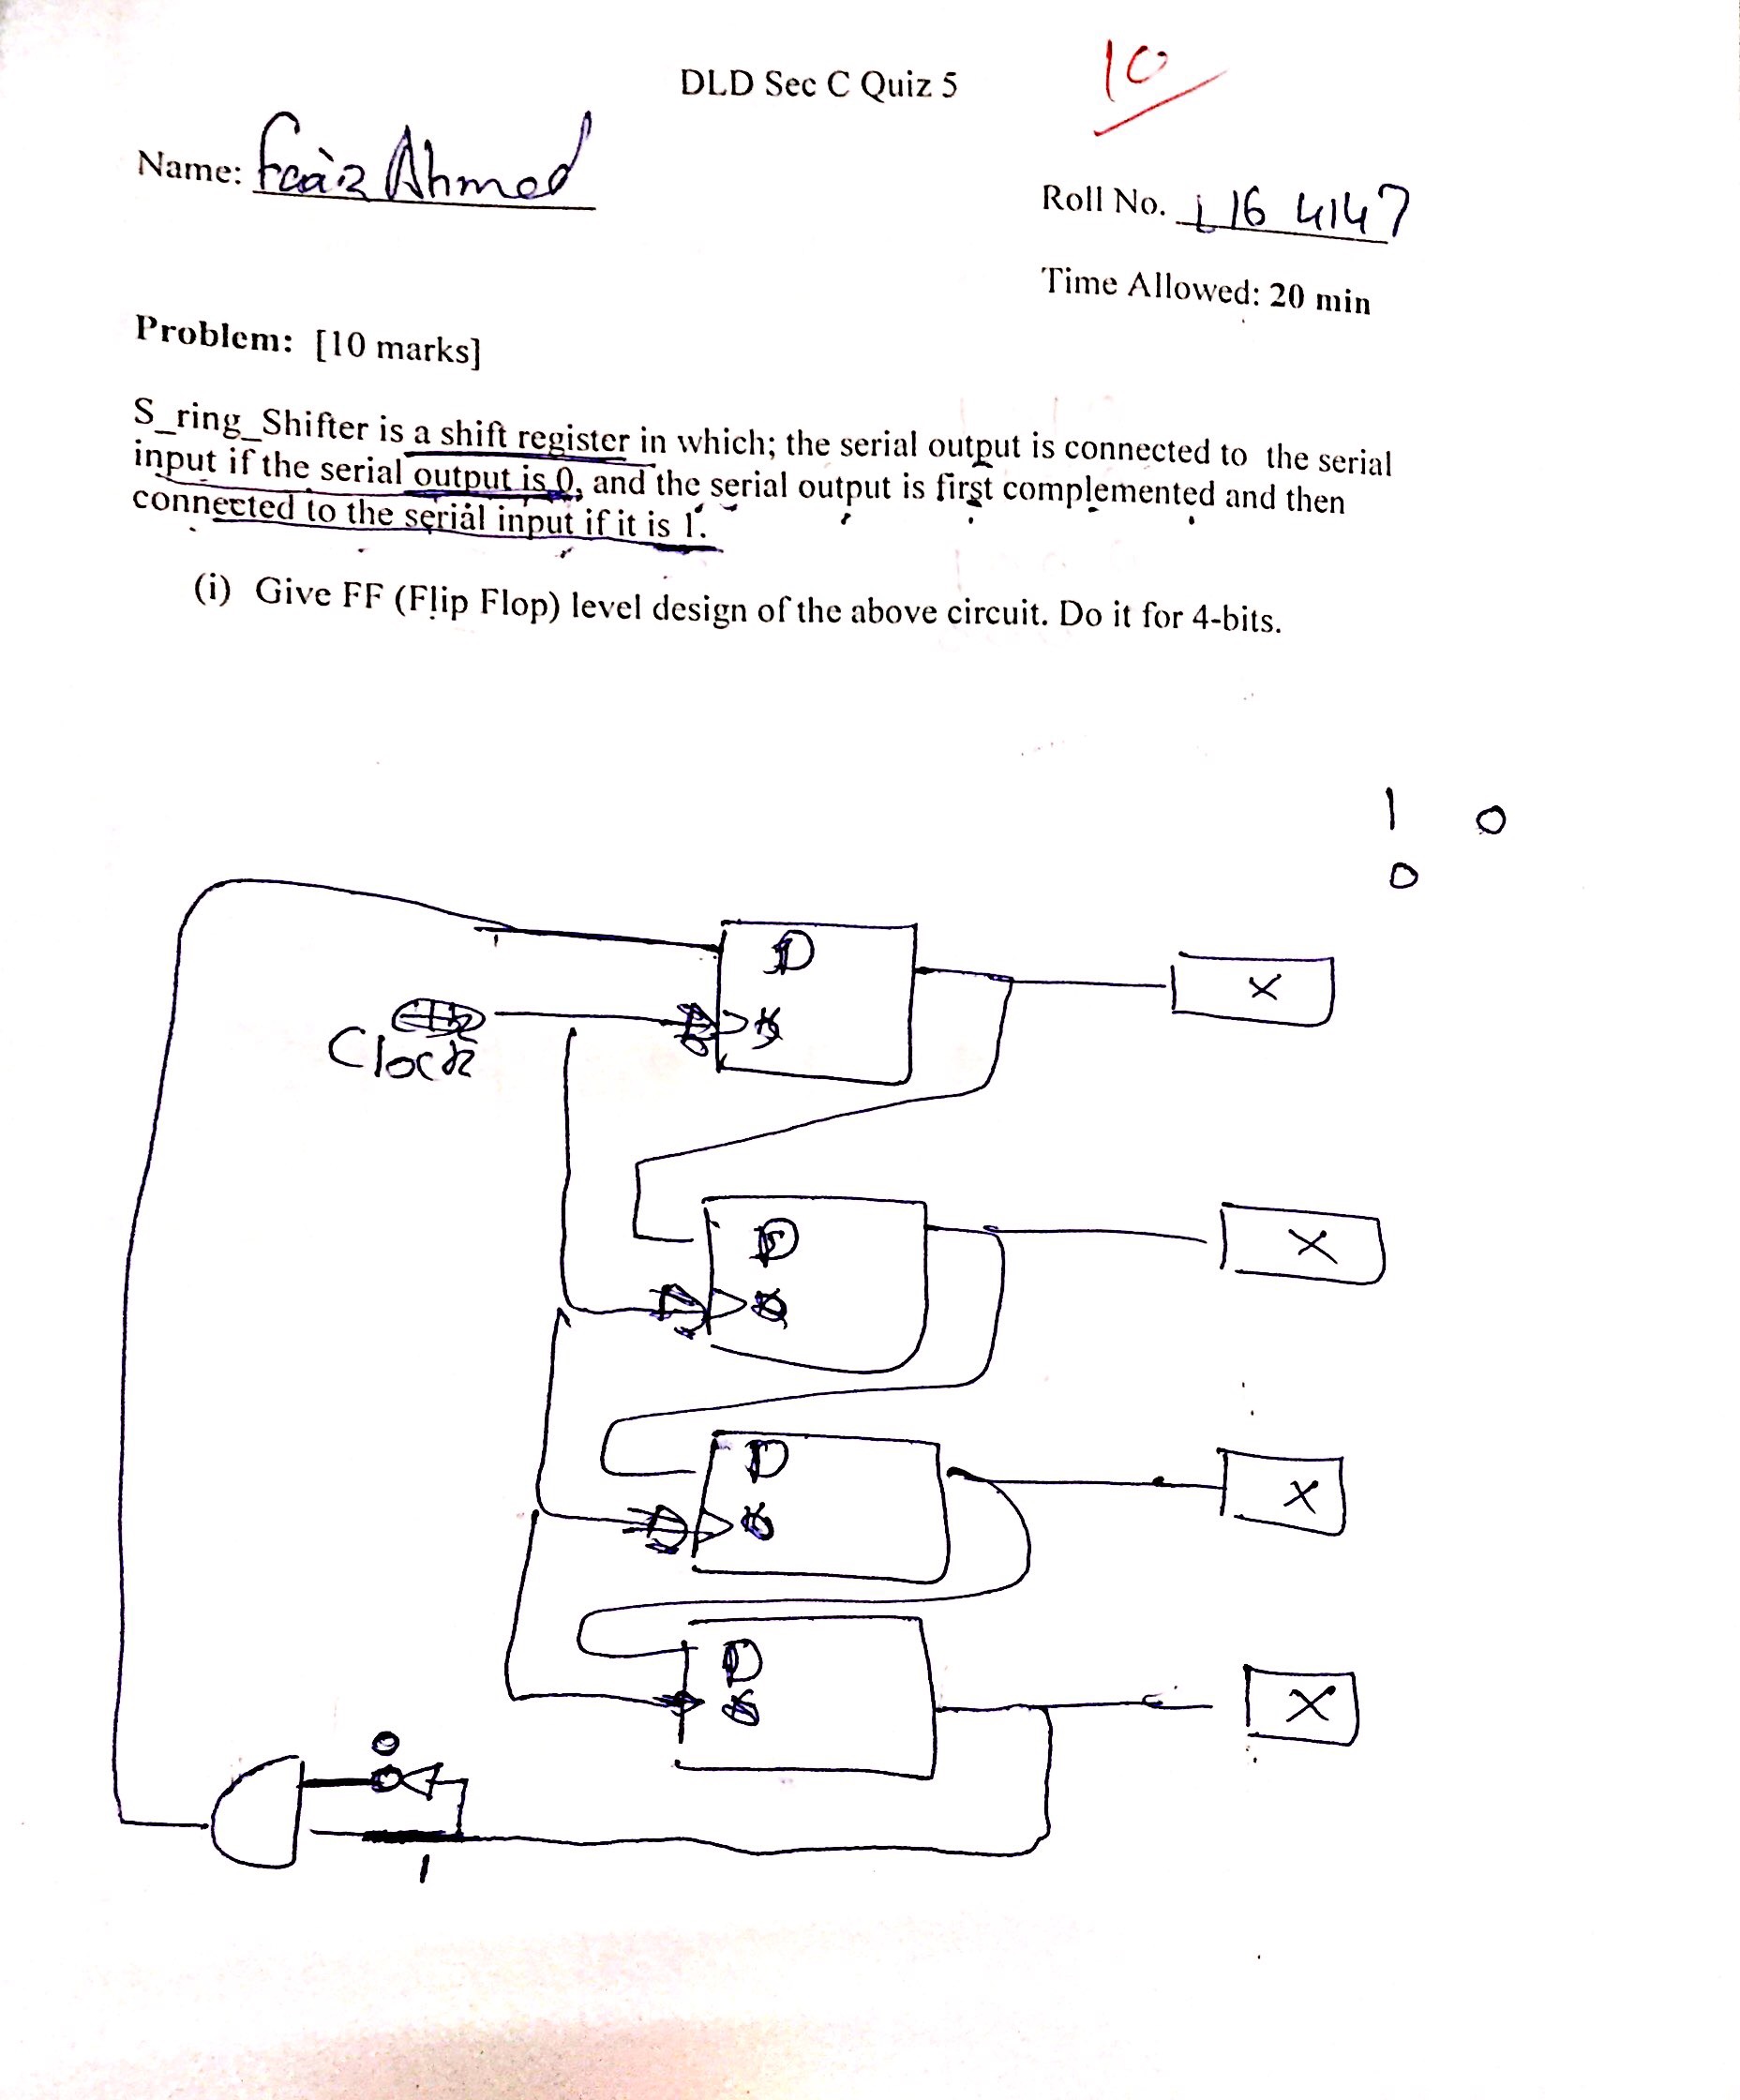 DLD Sec C Quiz 5
10
Name: Faaiz Ahmed
Roll No. L16 4147
Time Allowed: 20 min
Problem: [10 marks]
S_ring_Shifter is a shift register in which; the serial output is connected to the serial
input if the serial output is 0, and the serial output is first complemented and then
connected to the serial input if it is 1.
(i) Give FF (Flip Flop) level design of the above circuit. Do it for 4-bits.
1 0
0
D
X
Clock
D
X
D
X
D
X
0
1